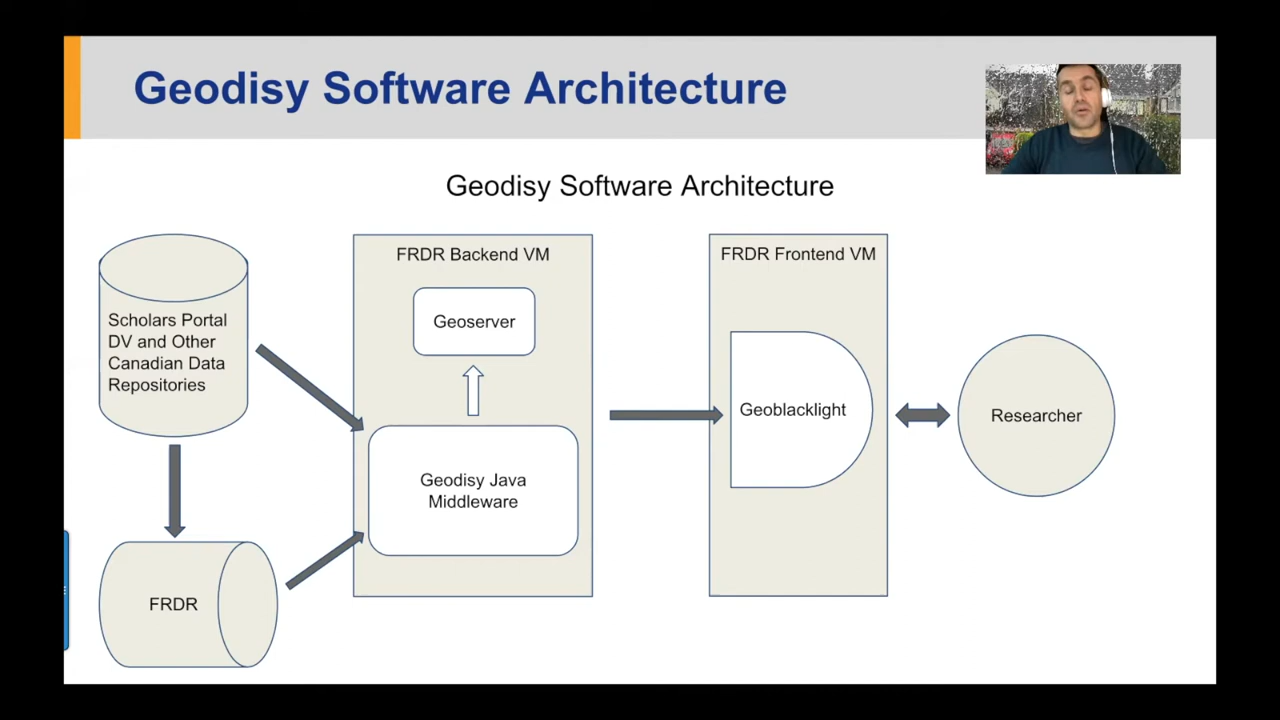 Geodisy Software Architecture
Geodisy Software Architecture
Scholars Portal
DV and Other
Canadian Data
Repositories
FRDR
FRDR Backend VM
Geoserver
Geodisy Java
Middleware
FRDR Frontend VM
Geoblacklight
Researcher